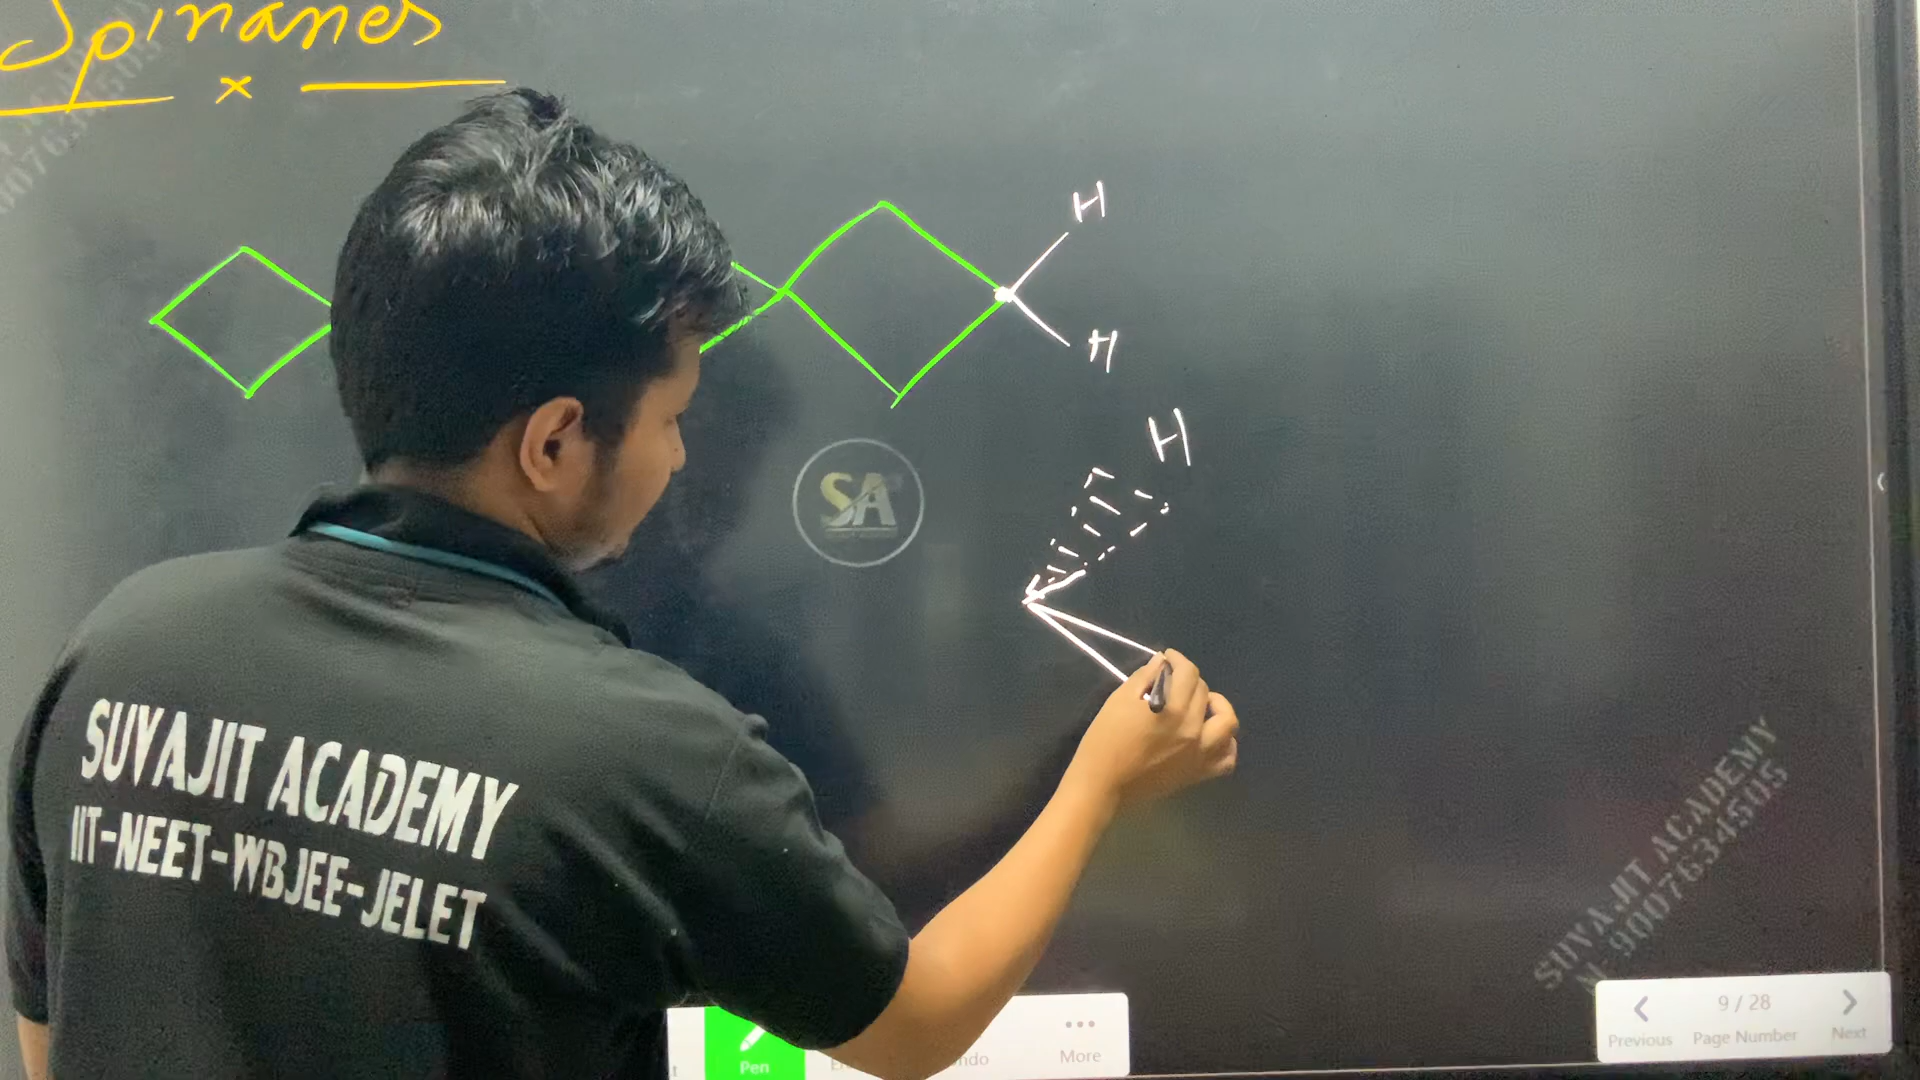 Spiranes
x
H
H
H
SA
SUVAJIT ACADEMY
IIT-NEET-WBJEE-JELET
SUVAJIT ACADEMY
9007634505
9 / 28
Previous Page Number Next
Pen
ndo
More